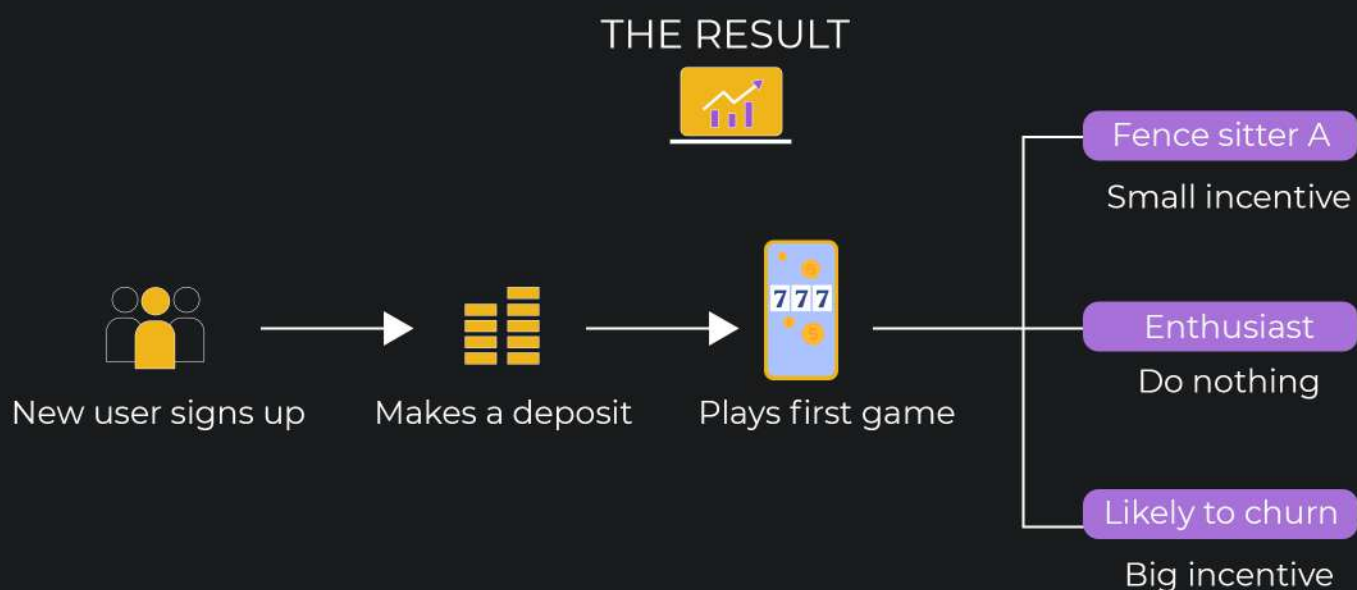 THE RESULT
New user signs up
Makes a deposit
777
Plays first game
Fence sitter A
Small incentive
Enthusiast
Do nothing
Likely to churn
Big incentive